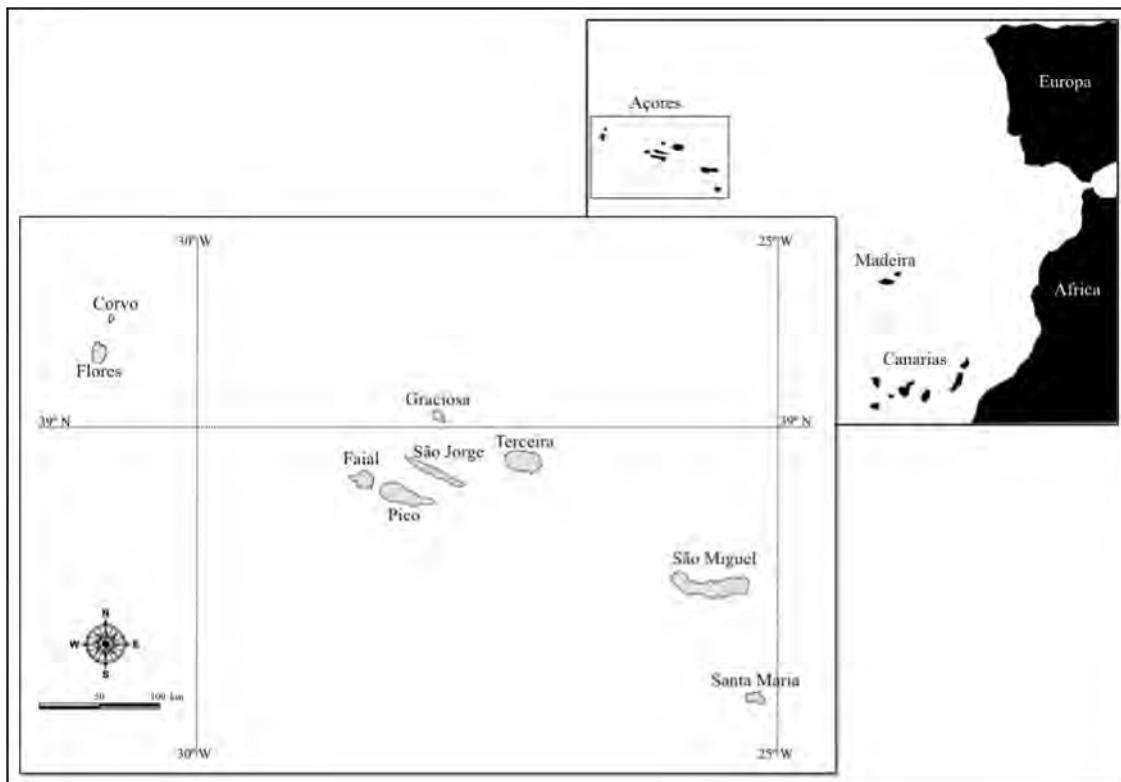 Europa
Açores
30° W
25° W
Madeira
Africa
Corvo
Flores
Canarias
Graciosa
39° N
39° N
Terceira
São Jorge
Faial
Pico
São Miguel
N
W
E
S
Santa Maria
50
100 km
30° W
25° W